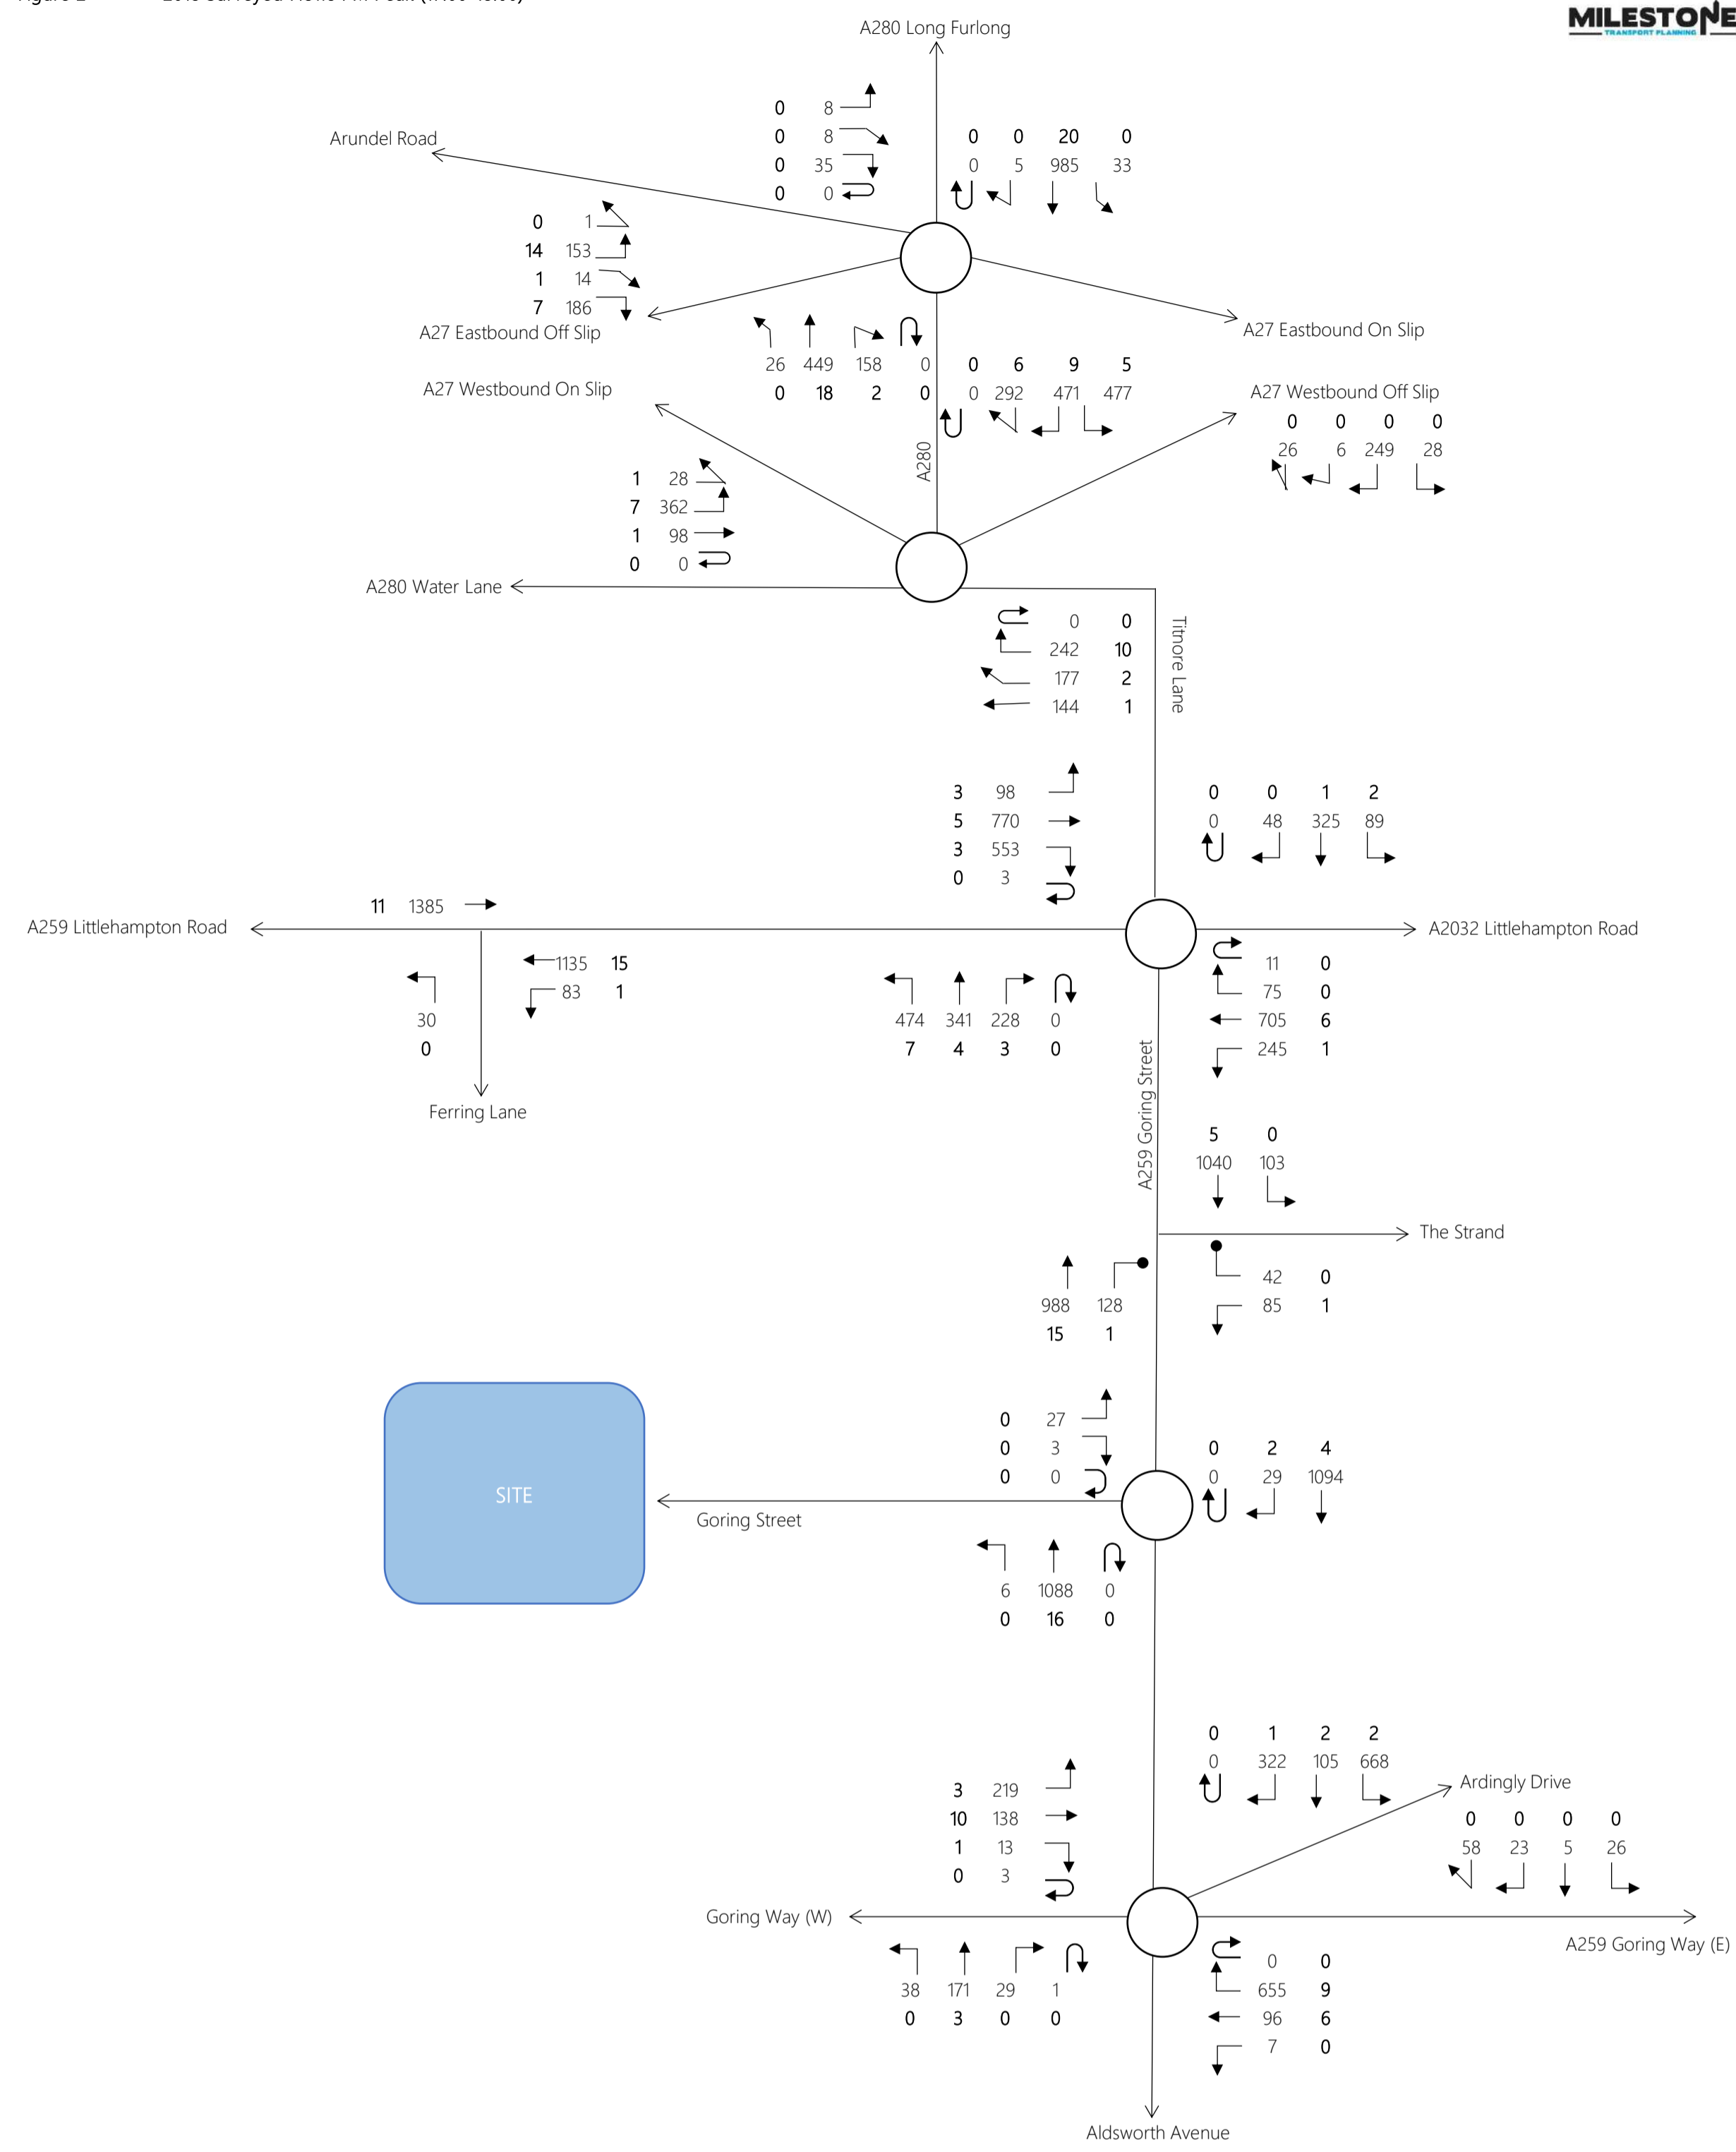 MILESTONE
TRANSPORT PLANNING
A280 Long Furlong
0 8
0 8
0 35
0 0
Arundel Road
0 0 20 0
0 5 985 33
0 1
14 153
1 14
7 186
A27 Eastbound Off Slip
A27 Eastbound On Slip
26 449 158 0
0 18 2 0
0 6 9 5
0 292 471 477
A27 Westbound On Slip
A27 Westbound Off Slip
0 0 0 0
26 6 249 28
A280
1 28
7 362
1 98
0 0
A280 Water Lane
0 0
242 10
177 2
144 1
Titnore Lane
3 98
5 770
3 553
0 3
0 0 1 2
0 48 325 89
11 1385
A259 Littlehampton Road
A2032 Littlehampton Road
1135 15
83 1
30
0
Ferring Lane
474 341 228 0
7 4 3 0
11 0
75 0
705 6
245 1
A259 Goring Street
5 0
1040 103
The Strand
42 0
85 1
988 128
15 1
0 27
0 3
0 0
0 2 4
0 29 1094
SITE
Goring Street
6 1088 0
0 16 0
0 1 2 2
0 322 105 668
3 219
10 138
1 13
0 3
Ardingly Drive
0 0 0 0
58 23 5 26
Goring Way (W)
A259 Goring Way (E)
38 171 29 1
0 3 0 0
0 0
655 9
96 6
7 0
Aldsworth Avenue